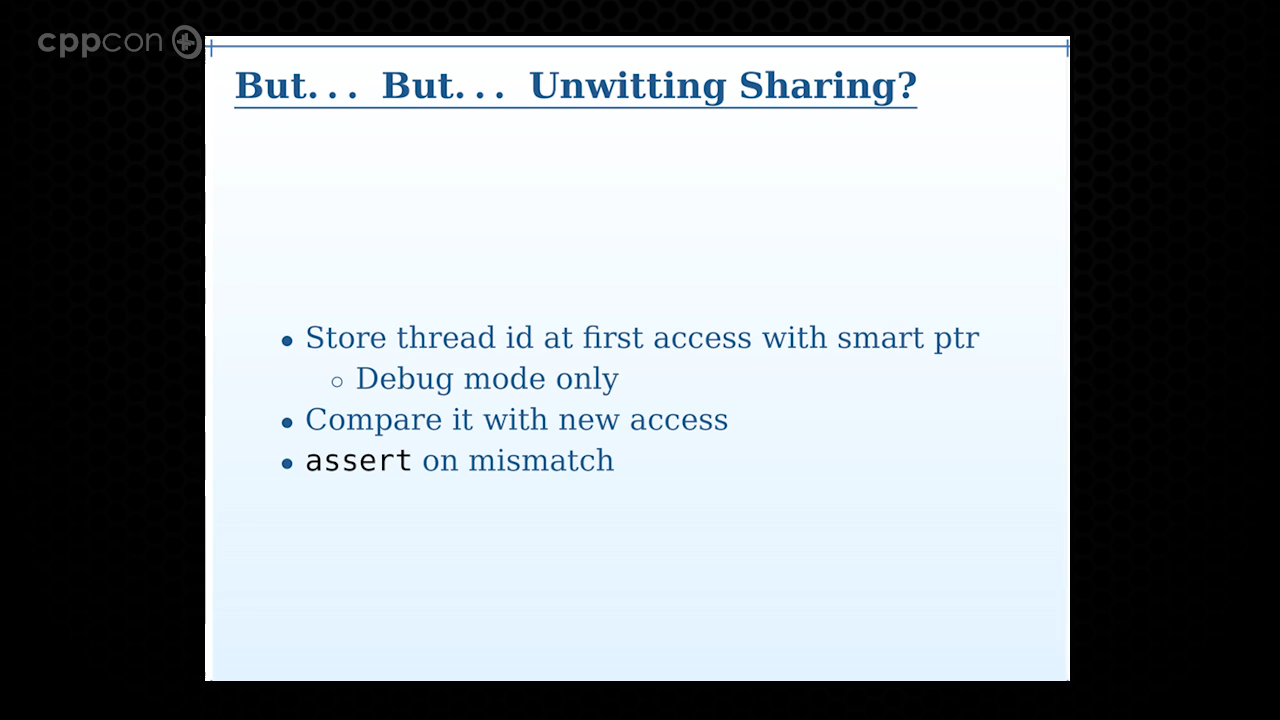 cppcon
But... But... Unwitting Sharing?
• Store thread id at first access with smart ptr
◦ Debug mode only
• Compare it with new access
• assert on mismatch